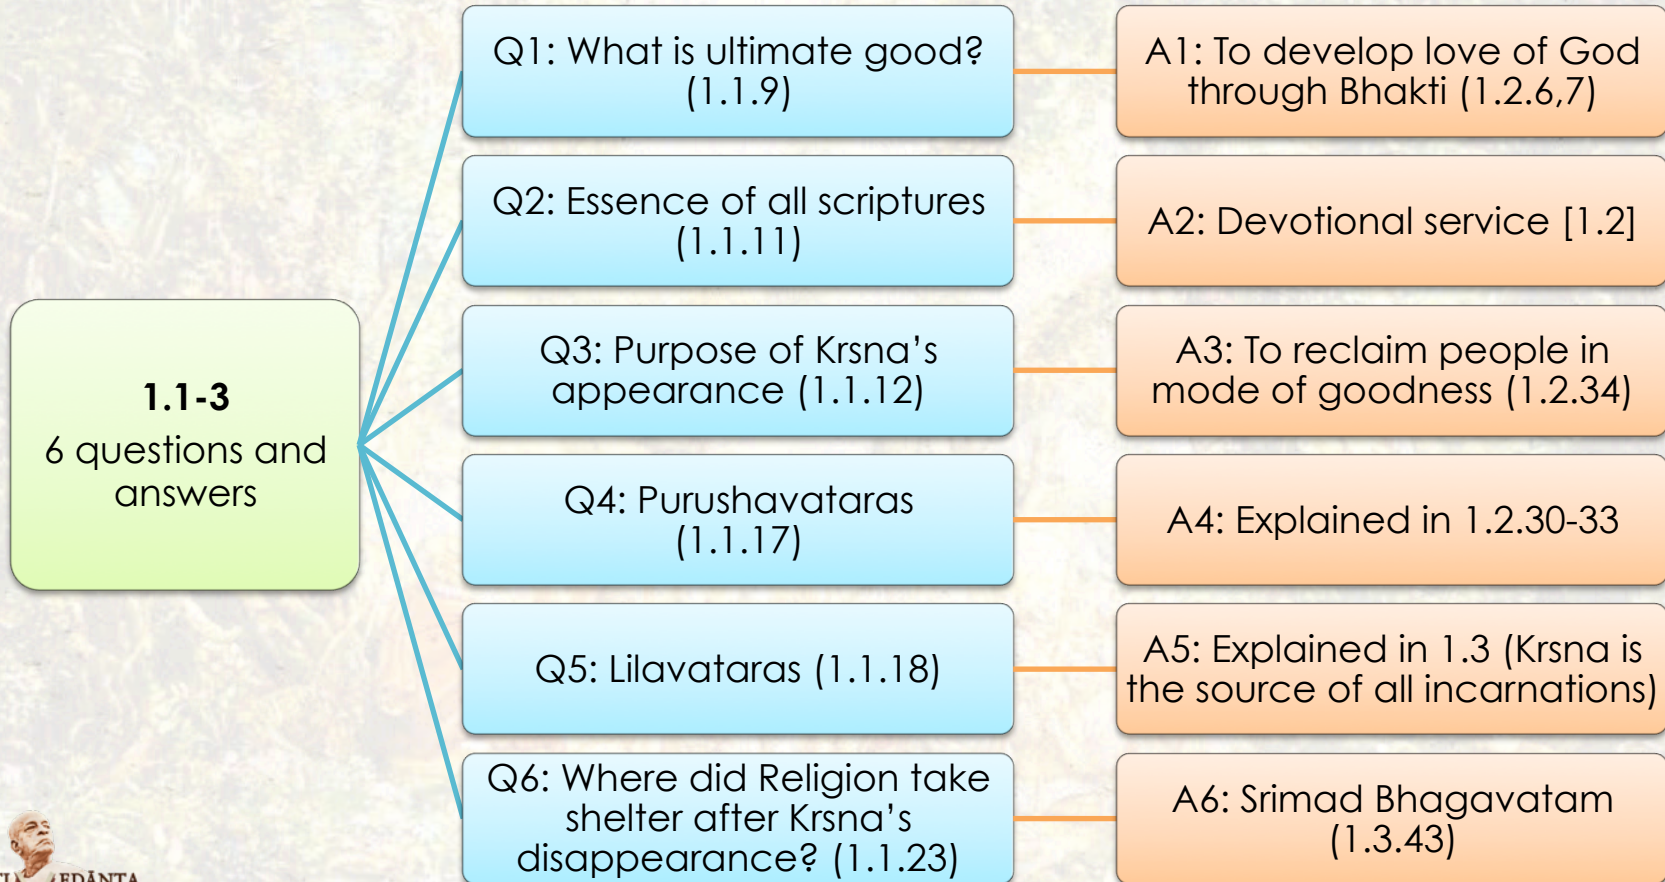 1.1-3
6 questions and
answers
Q1: What is ultimate good?
(1.1.9)
A1: To develop love of God
through Bhakti (1.2.6,7)
Q2: Essence of all scriptures
(1.1.11)
A2: Devotional service [1.2]
Q3: Purpose of Krsna’s
appearance (1.1.12)
A3: To reclaim people in
mode of goodness (1.2.34)
Q4: Purushavataras
(1.1.17)
A4: Explained in 1.2.30-33
Q5: Lilavataras (1.1.18)
A5: Explained in 1.3 (Krsna is
the source of all incarnations)
Q6: Where did Religion take
shelter after Krsna’s
disappearance? (1.1.23)
A6: Srimad Bhagavatam
(1.3.43)